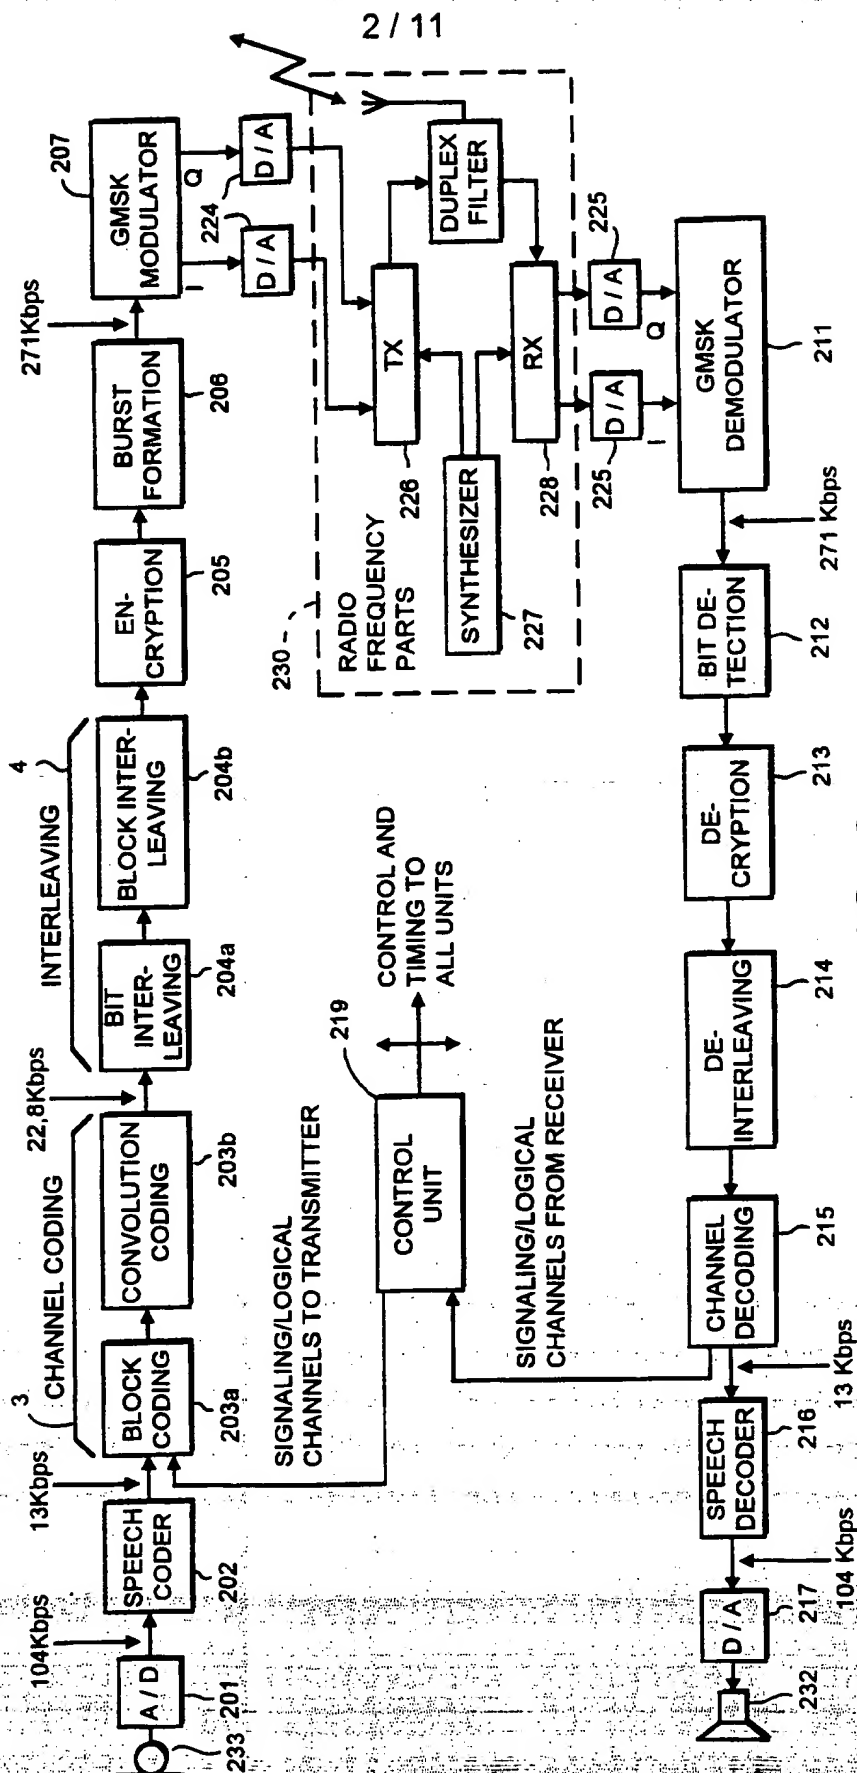 2 / 11
233
A / D
201
104Kbps
SPEECH
CODER
202
13Kbps
3
CHANNEL CODING
BLOCK
CODING
203a
CONVOLUTION
CODING
203b
22,8Kbps
4
INTERLEAVING
BIT
INTER-
LEAVING
204a
BLOCK INTER-
LEAVING
204b
EN-
CRYPTION
205
BURST
FORMATION
206
271Kbps
GMSK
MODULATOR
207
I
Q
224
D / A
D / A
230
RADIO
FREQUENCY
PARTS
TX
226
DUPLEX
FILTER
SYNTHESIZER
227
RX
228
SIGNALING/LOGICAL
CHANNELS TO TRANSMITTER
CONTROL
UNIT
219
CONTROL AND
TIMING TO
ALL UNITS
SIGNALING/LOGICAL
CHANNELS FROM RECEIVER
D / A
225
D / A
225
I
Q
GMSK
DEMODULATOR
211
271 Kbps
BIT DE-
TECTION
212
DE-
CRYPTION
213
DE-
INTERLEAVING
214
CHANNEL
DECODING
215
13 Kbps
SPEECH
DECODER
216
104 Kbps
D / A
217
232